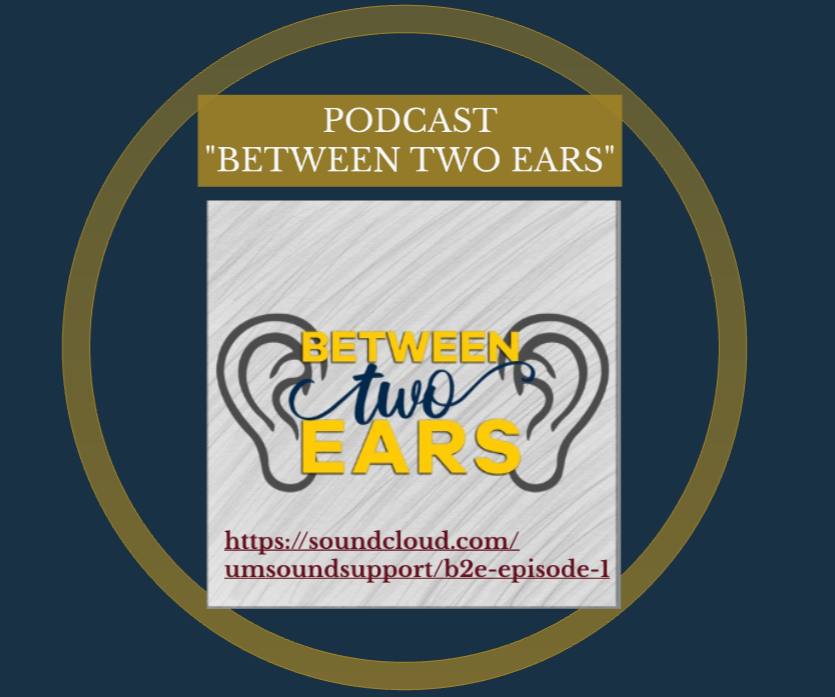 PODCAST
"BETWEEN TWO EARS"
BETWEEN
two
EARS
https://soundcloud.com/
umsoundsupport/b2e-episode-1